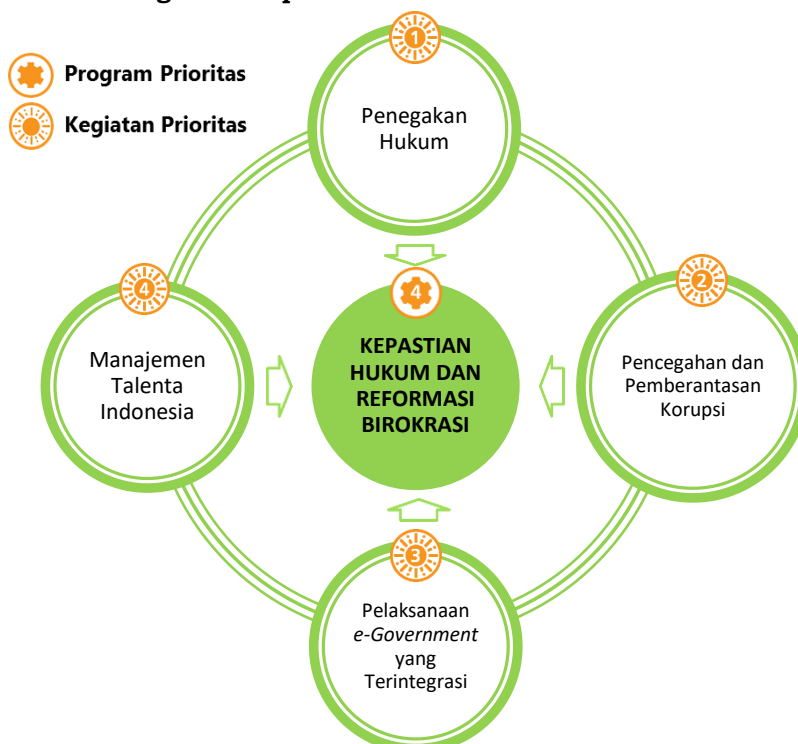 Program Prioritas
Kegiatan Prioritas
1
Penegakan
Hukum
4
Manajemen
Talenta
Indonesia
4
KEPASTIAN
HUKUM DAN
REFORMASI
BIROKRASI
2
Pencegahan dan
Pemberantasan
Korupsi
3
Pelaksanaan
e-Government
yang
Terintegrasi